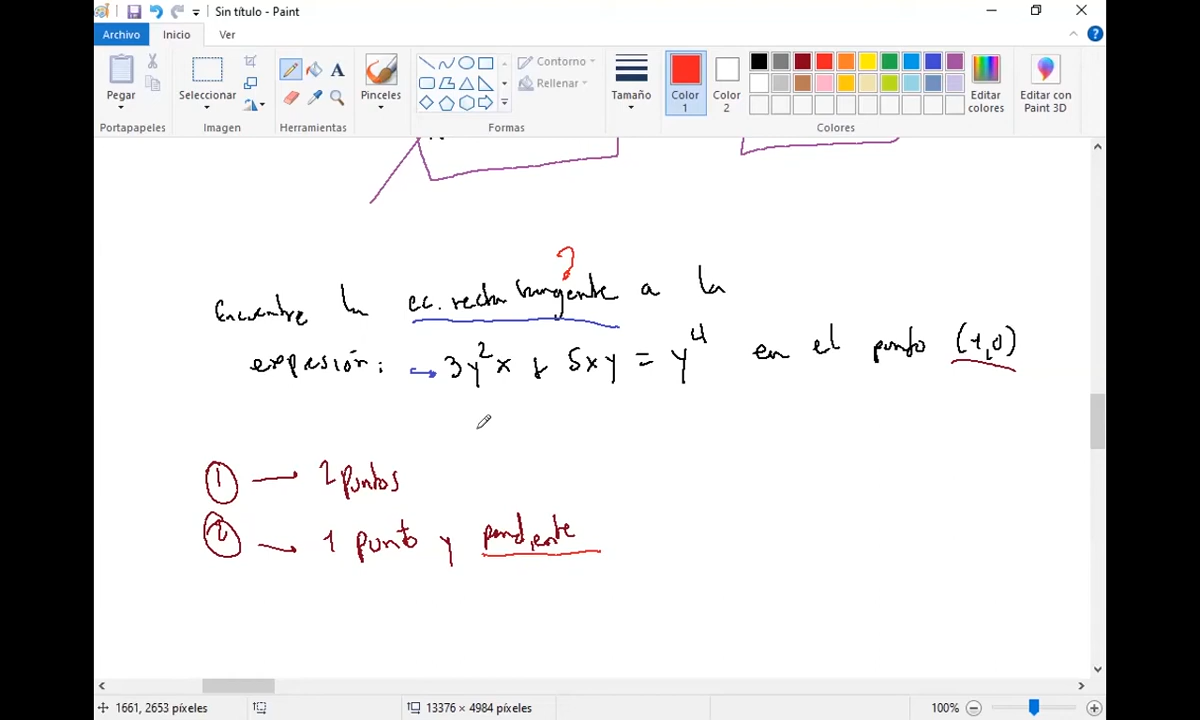 Sin título - Paint
Archivo Inicio Ver
Pegar
Seleccionar
Pinceles
Contorno
Rellenar
Tamaño
Color 1
Color 2
Editar colores
Editar con Paint 3D
Portapapeles Imagen Herramientas Formas Colores
?
Encuentre la ec. recta tangente a la
expresión: → 3y²x + 5xy = y⁴ en el punto (1,0)
① → 2 puntos
② → 1 punto y pendiente
1661, 2653 píxeles 13376 × 4984 píxeles 100%